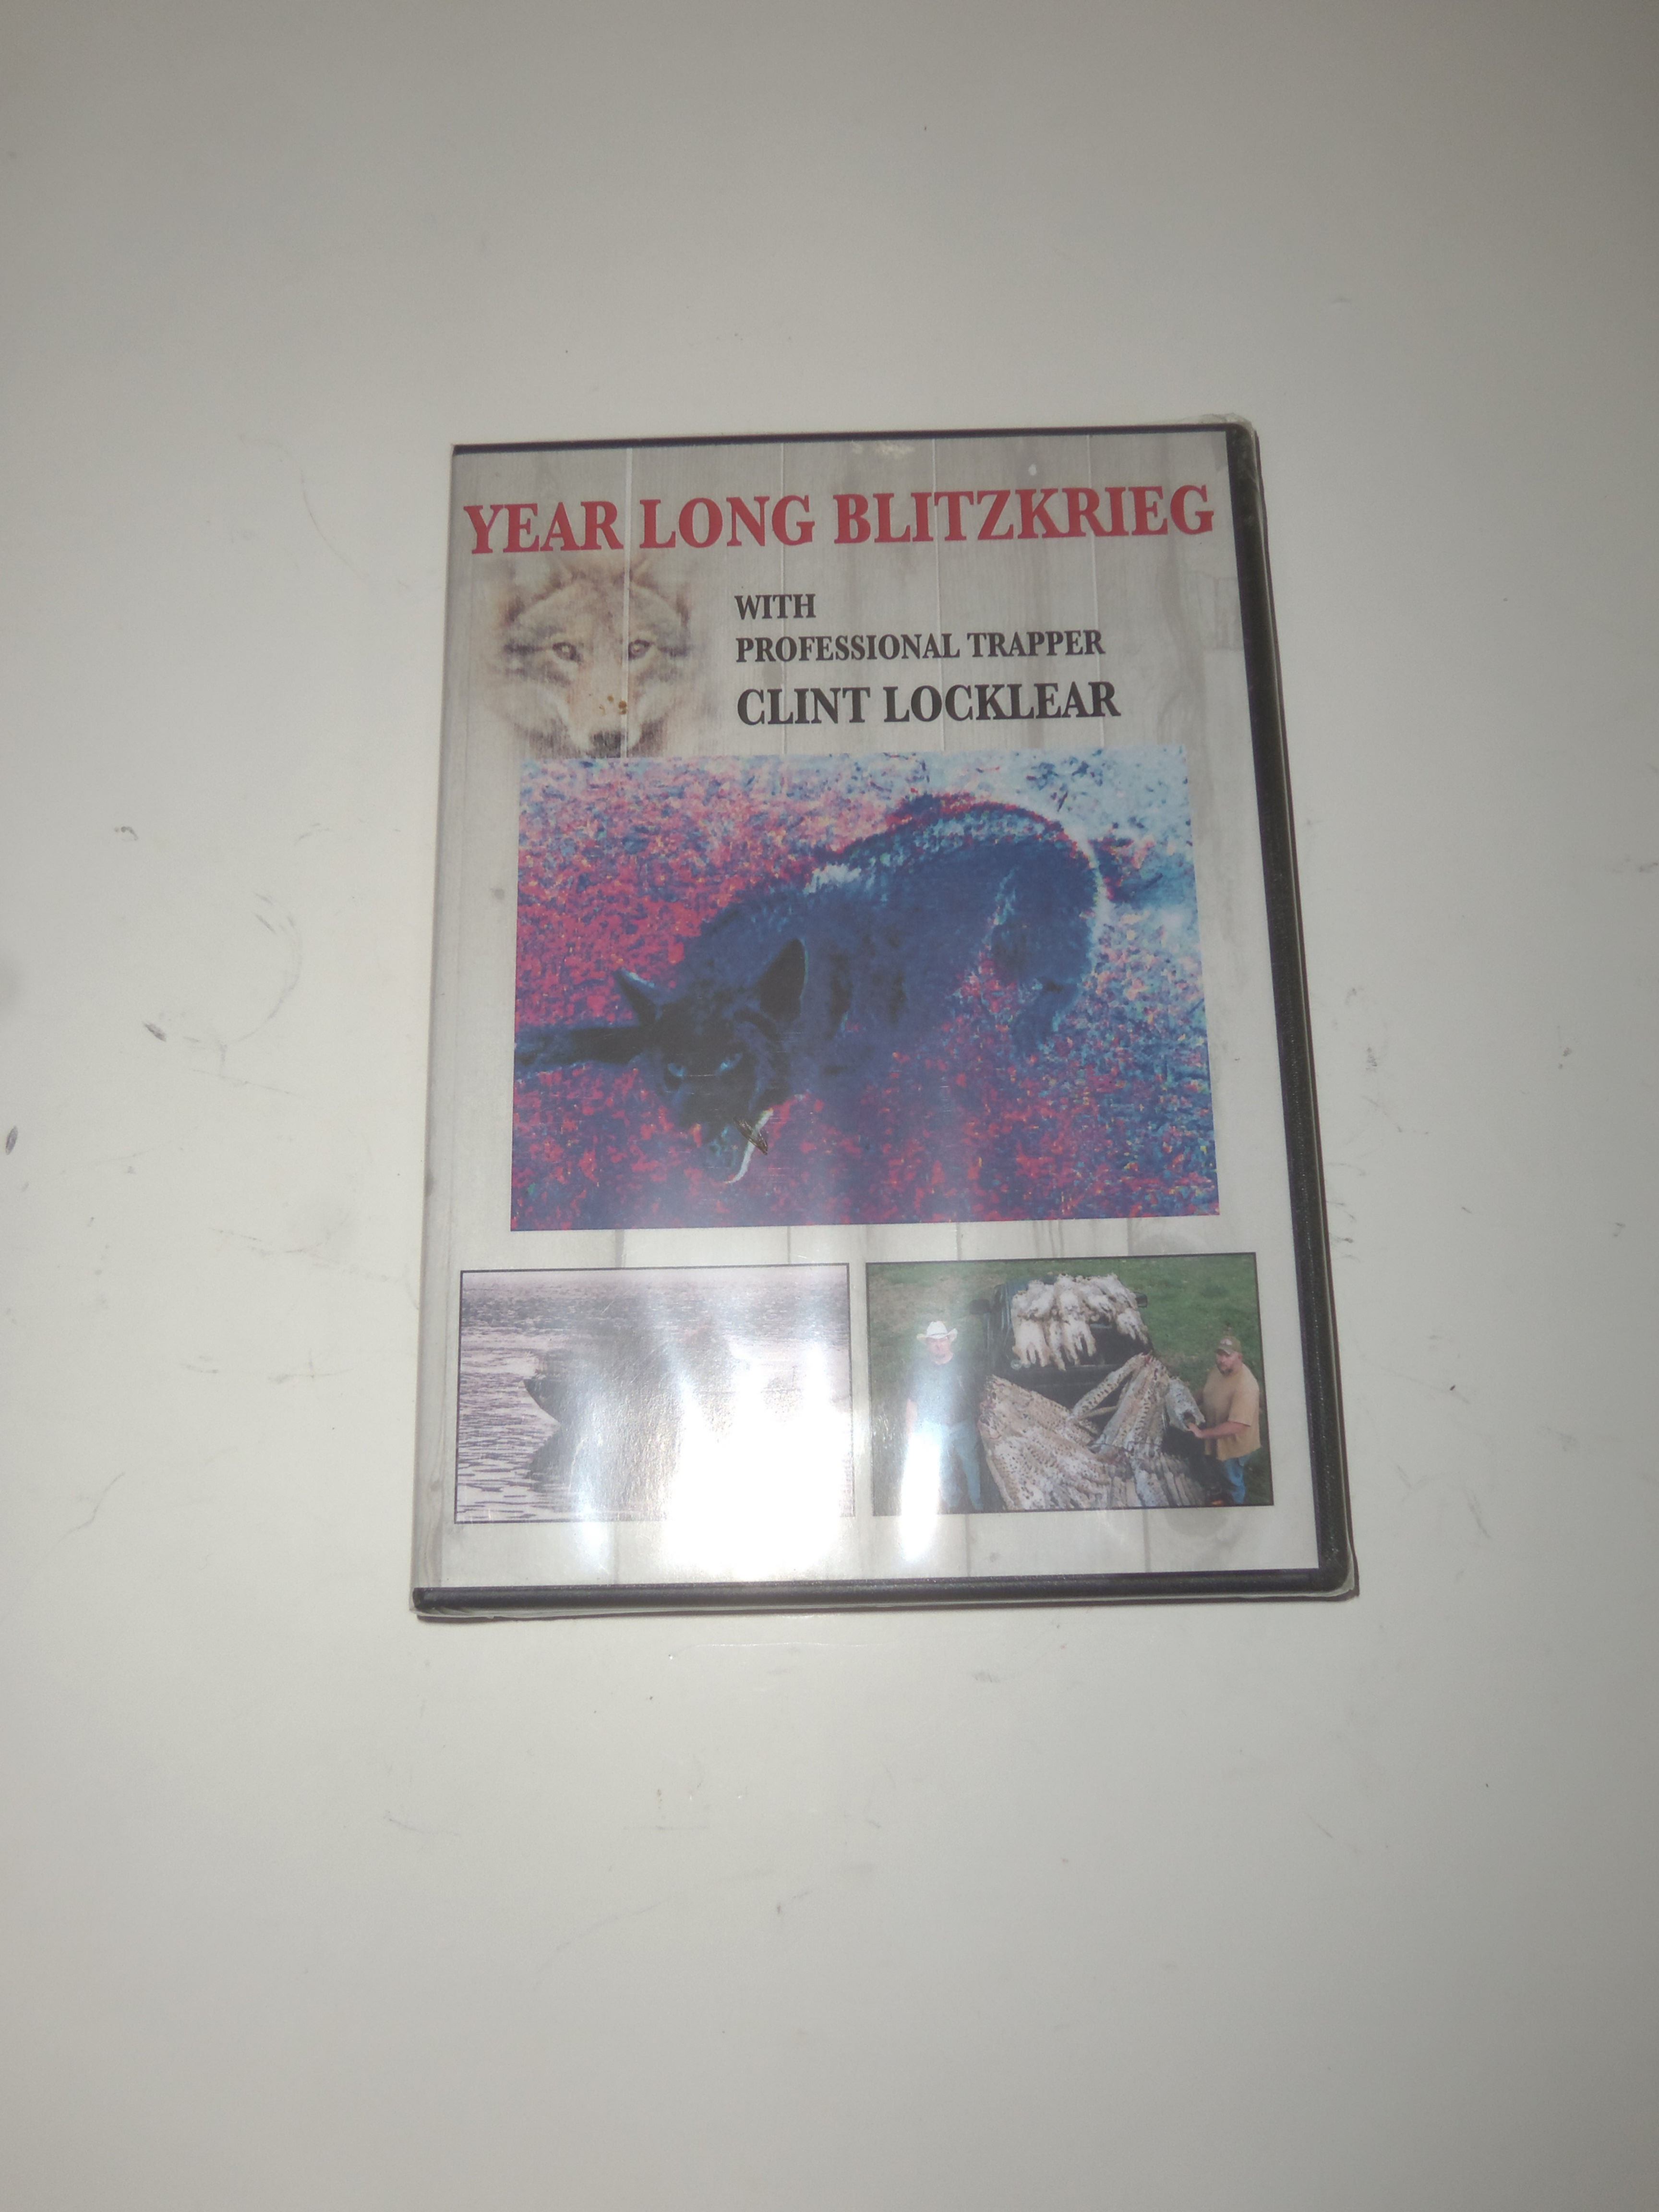 YEAR LONG BLITZKRIEG
WITH
PROFESSIONAL TRAPPER
CLINT LOCKLEAR